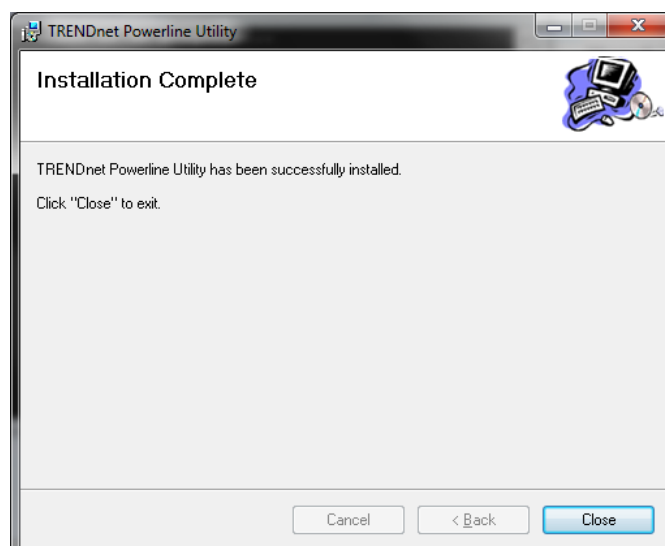 TRENDnet Powerline Utility
Installation Complete
TRENDnet Powerline Utility has been successfully installed.
Click "Close" to exit.
Cancel
< Back
Close